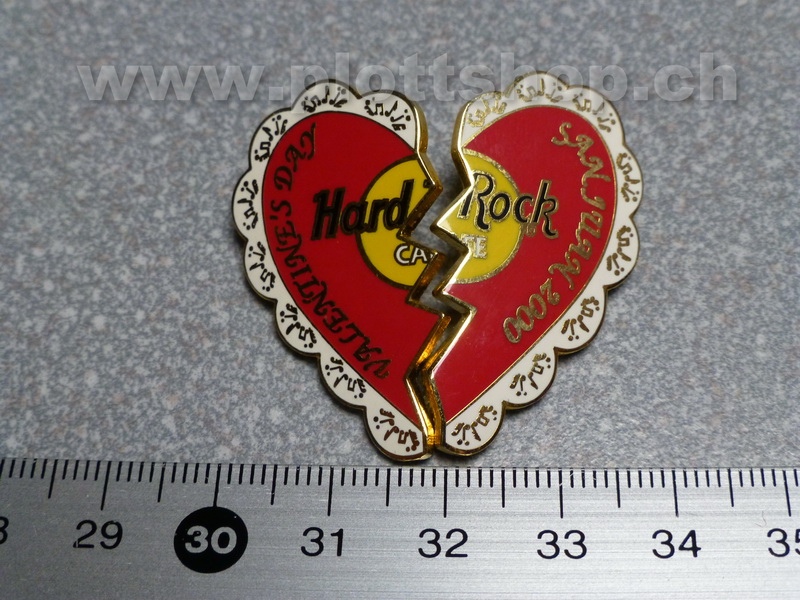 www.plottshop.ch
VALENTINE'S DAY
SAN JUAN 2000
Hard Rock
CAFE
29 30 31 32 33 34 35